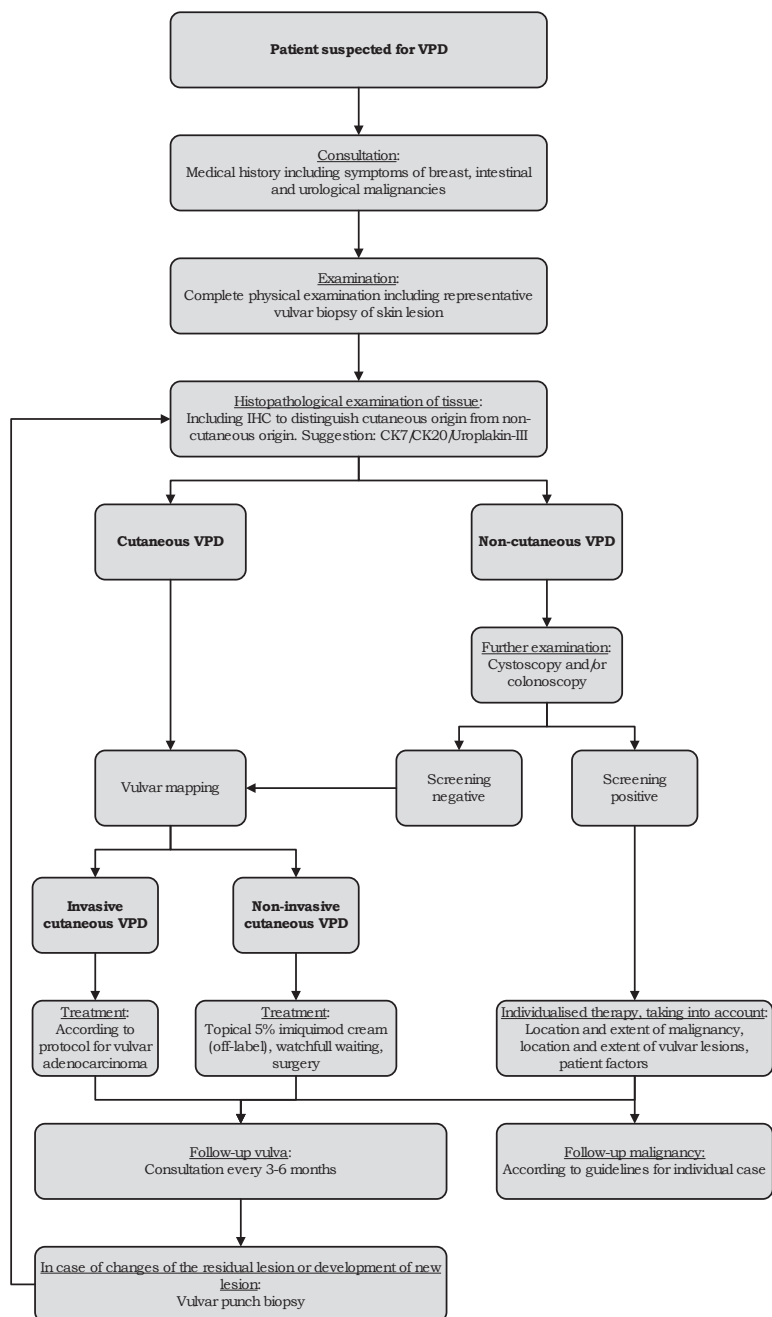 Patient suspected for VPD
Consultation:
Medical history including symptoms of breast, intestinal
and urological malignancies
Examination:
Complete physical examination including representative
vulvar biopsy of skin lesion
Histopathological examination of tissue:
Including IHC to distinguish cutaneous origin from non-
cutaneous origin. Suggestion: CK7/CK20/Uroplakin-III
Cutaneous VPD
Non-cutaneous VPD
Further examination:
Cystoscopy and/or
colonoscopy
Vulvar mapping
Screening
negative
Screening
positive
Invasive
cutaneous VPD
Non-invasive
cutaneous VPD
Treatment:
According to
protocol for vulvar
adenocarcinoma
Treatment:
Topical 5% imiquimod cream
(off-label), watchfull waiting,
surgery
Individualised therapy, taking into account:
Location and extent of malignancy,
location and extent of vulvar lesions,
patient factors
Follow-up vulva:
Consultation every 3-6 months
Follow-up malignancy:
According to guidelines for individual case
In case of changes of the residual lesion or development of new
lesion:
Vulvar punch biopsy